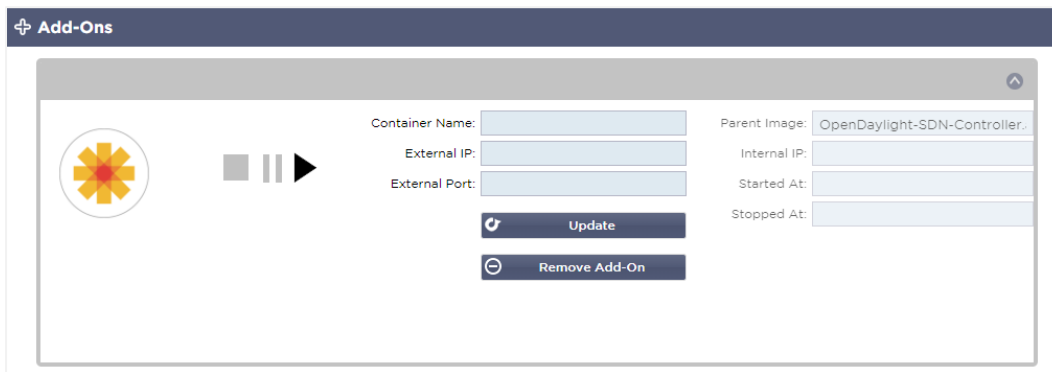 Add-Ons
Container Name:
External IP:
External Port:
Update
Remove Add-On
Parent Image: OpenDaylight-SDN-Controller.
Internal IP:
Started At:
Stopped At: